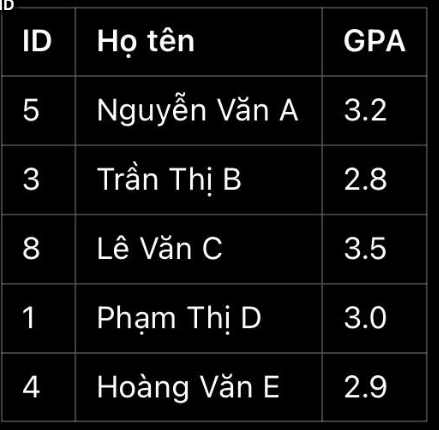 ID
ID Họ tên GPA
5 Nguyễn Văn A 3.2
3 Trần Thị B 2.8
8 Lê Văn C 3.5
1 Phạm Thị D 3.0
4 Hoàng Văn E 2.9